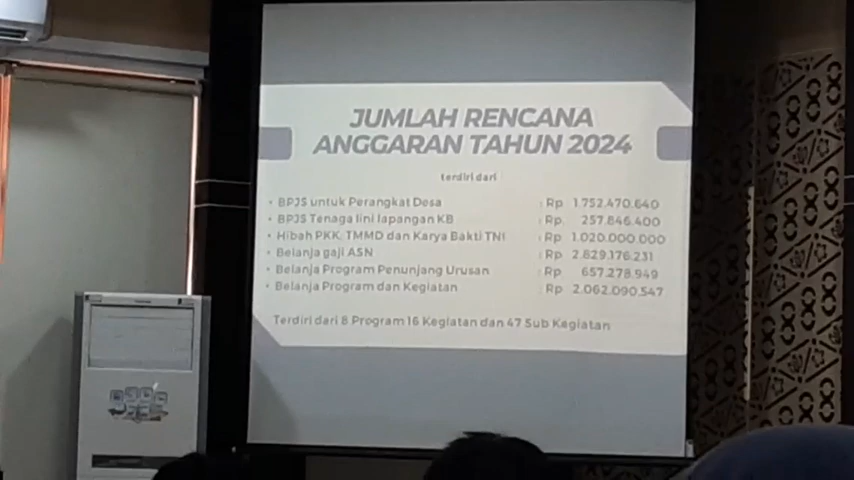 JUMLAH RENCANA
ANGGARAN TAHUN 2024
terdiri dari
• BPJS untuk Perangkat Desa : Rp 1.752.470.640
• BPJS Tenaga lini lapangan KB : Rp. 257.846.400
• Hibah PKK, TMMD dan Karya Bakti TNI : Rp 1.020.000.000
• Belanja gaji ASN : Rp 2.829.176.231
• Belanja Program Penunjang Urusan : Rp 657.278.949
• Belanja Program dan Kegiatan : Rp 2.062.090.547
Terdiri dari 8 Program 16 Kegiatan dan 47 Sub Kegiatan